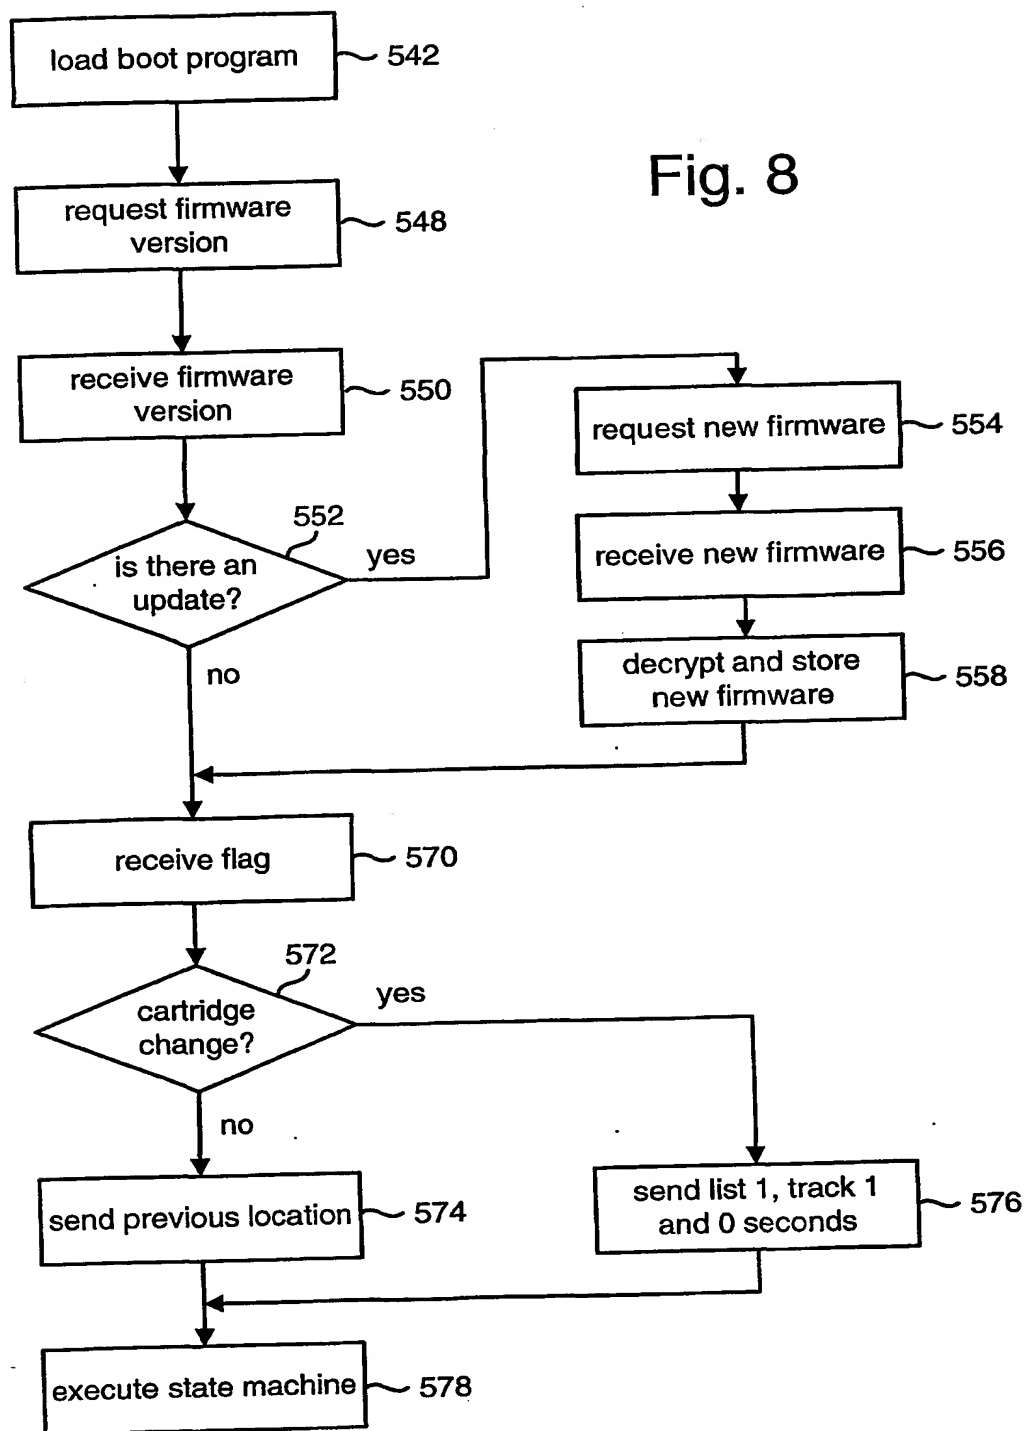 load boot program
542
Fig. 8
request firmware
version
548
receive firmware
version
550
request new firmware
554
552
is there an
update?
yes
receive new firmware
556
no
decrypt and store
new firmware
558
receive flag
570
572
cartridge
change?
yes
no
send previous location
574
send list 1, track 1
and 0 seconds
576
execute state machine
578